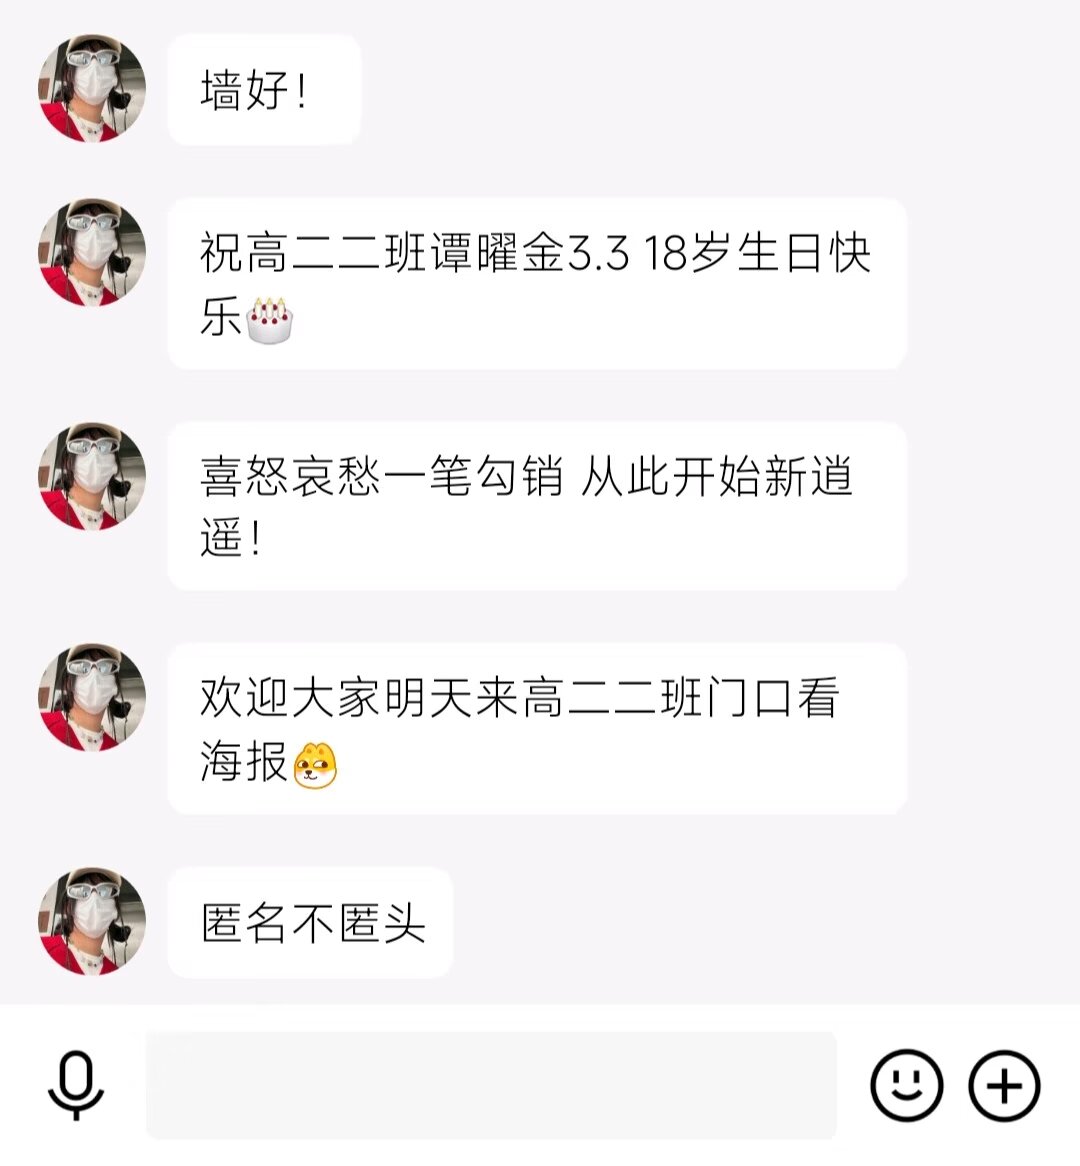 墙好！
祝高二二班谭曜金3.3 18岁生日快
乐🎂
喜怒哀愁一笔勾销 从此开始新逍
遥！
欢迎大家明天来高二二班门口看
海报
匿名不匿头